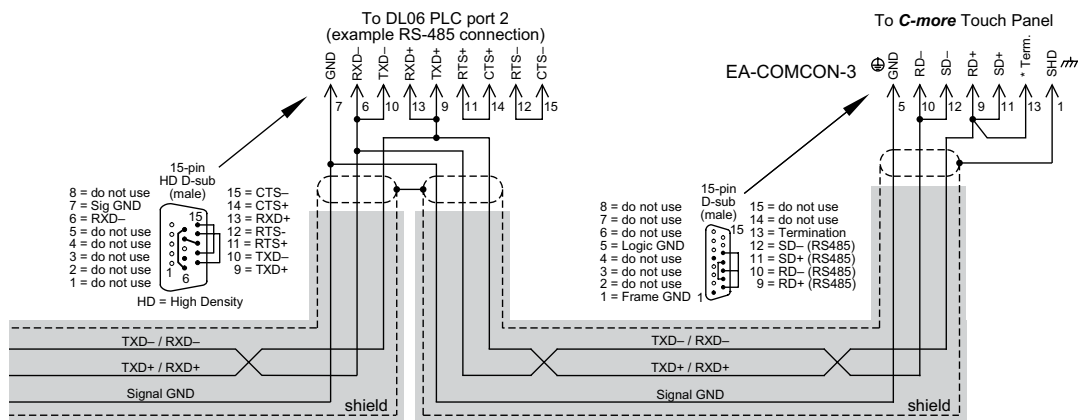 To DL06 PLC port 2
(example RS-485 connection)
GND
RXD–
TXD–
RXD+
TXD+
RTS+
CTS+
RTS–
CTS–
7
6
10
13
9
11
14
12
15
15-pin
HD D-sub
(male)
8 = do not use
7 = Sig GND
6 = RXD–
5 = do not use
4 = do not use
3 = do not use
2 = do not use
1 = do not use
15
1
6
15 = CTS–
14 = CTS+
13 = RXD+
12 = RTS-
11 = RTS+
10 = TXD–
9 = TXD+
HD = High Density
To C-more Touch Panel
EA-COMCON-3
GND
RD–
SD–
RD+
SD+
* Term.
SHD
5
10
12
9
11
13
1
15-pin
D-sub
(male)
8 = do not use
7 = do not use
6 = do not use
5 = Logic GND
4 = do not use
3 = do not use
2 = do not use
1 = Frame GND
15
1
15 = do not use
14 = do not use
13 = Termination
12 = SD– (RS485)
11 = SD+ (RS485)
10 = RD– (RS485)
9 = RD+ (RS485)
TXD– / RXD–
TXD+ / RXD+
Signal GND
shield
TXD– / RXD–
TXD+ / RXD+
Signal GND
shield